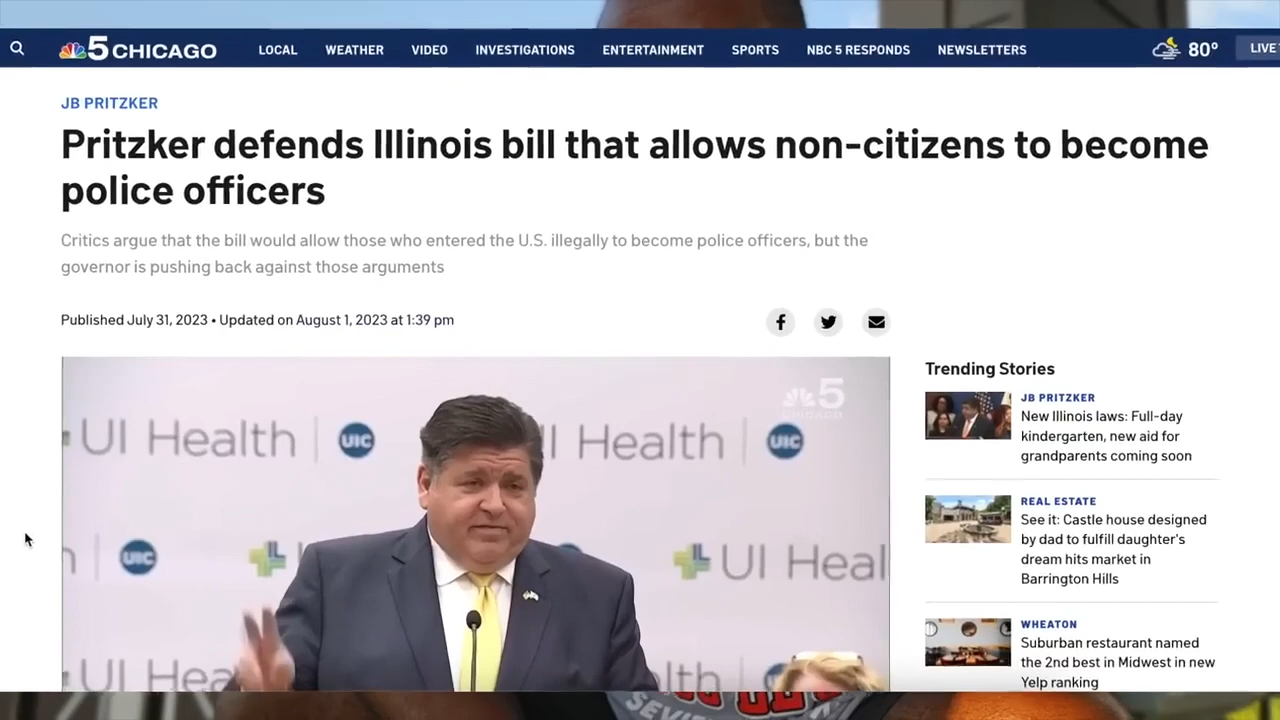 5 CHICAGO LOCAL WEATHER VIDEO INVESTIGATIONS ENTERTAINMENT SPORTS NBC 5 RESPONDS NEWSLETTERS 80° LIVE
JB PRITZKER
Pritzker defends Illinois bill that allows non-citizens to become
police officers
Critics argue that the bill would allow those who entered the U.S. illegally to become police officers, but the
governor is pushing back against those arguments
Published July 31, 2023 • Updated on August 1, 2023 at 1:39 pm
5
CHICAGO
UI Health UIC UI Health UIC
UIC UI Heal
UI Hea lth
Trending Stories
JB PRITZKER
New Illinois laws: Full-day
kindergarten, new aid for
grandparents coming soon
REAL ESTATE
See it: Castle house designed
by dad to fulfill daughter's
dream hits market in
Barrington Hills
WHEATON
Suburban restaurant named
the 2nd best in Midwest in new
Yelp ranking